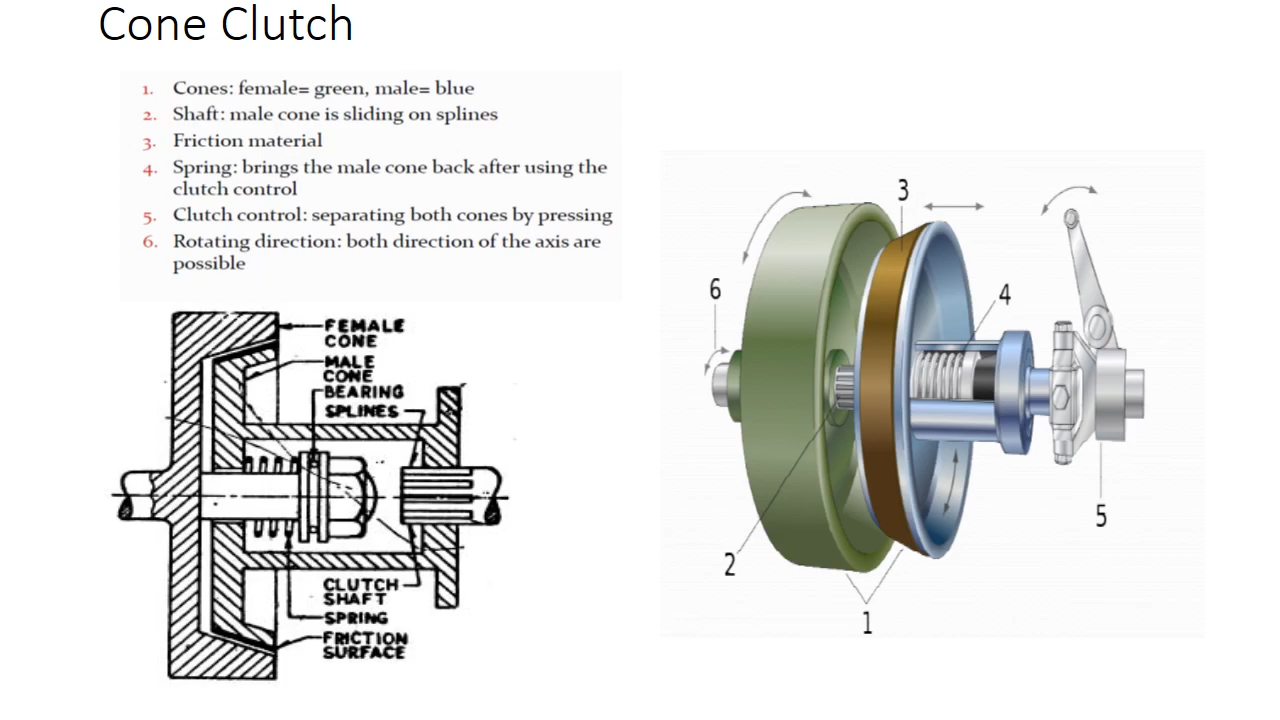 Cone Clutch
1. Cones: female= green, male= blue
2. Shaft: male cone is sliding on splines
3. Friction material
4. Spring: brings the male cone back after using the
clutch control
5. Clutch control: separating both cones by pressing
6. Rotating direction: both direction of the axis are
possible
FEMALE
CONE
MALE
CONE
BEARING
SPLINES
CLUTCH
SHAFT
SPRING
FRICTION
SURFACE
3
6
4
5
2
1